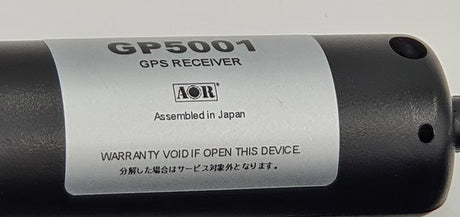 GP5001
GPS RECEIVER
AOR®
Assembled in Japan
WARRANTY VOID IF OPEN THIS DEVICE.
分解した場合はサービス対象外となります。